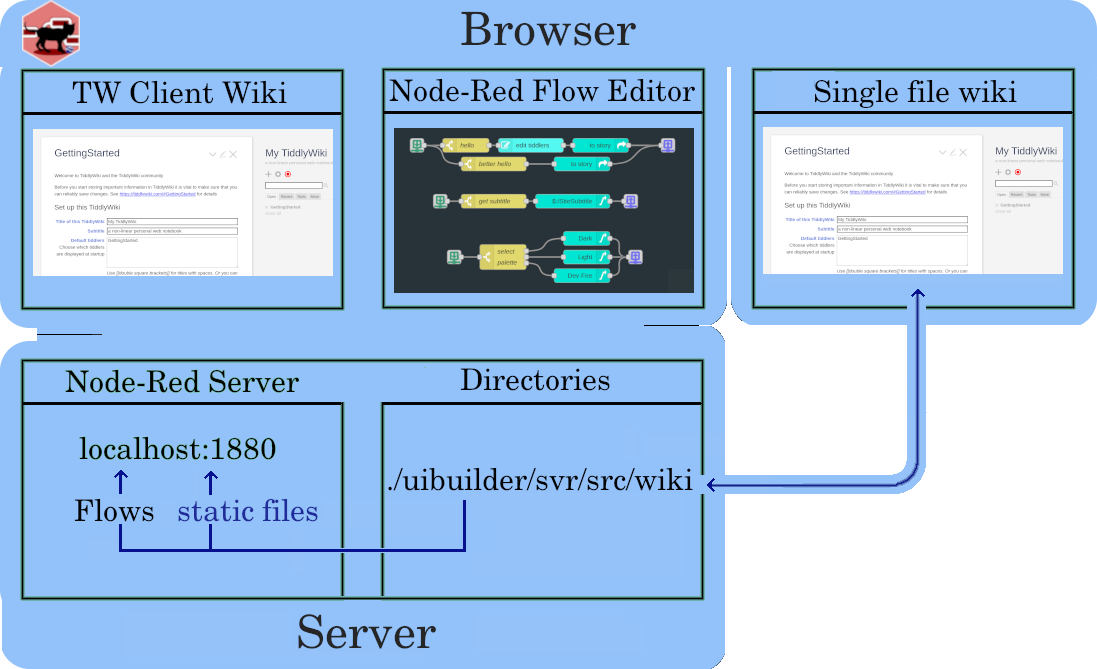 Browser
TW Client Wiki
GettingStarted
My TiddlyWiki
Welcome to TiddlyWiki and the TiddlyWiki community
Before you start storing important information in TiddlyWiki it is vital to make sure that you
can reliably save changes. See https://tiddlywiki.com/#GettingStarted for details
Set up this TiddlyWiki
Title of this TiddlyWiki My TiddlyWiki
Subtitle a non-linear personal web notebook
Default tiddlers GettingStarted
Choose which tiddlers
are displayed at startup
Use [[double square brackets]] for titles with spaces. Or you can
Open Recent Tools More
GettingStarted
Node-Red Flow Editor
hello edit tiddlers to story
better hello to story
get subtitle $:/SiteSubtitle
select
palette
Dark
Light
Dev Fire
Single file wiki
GettingStarted
My TiddlyWiki
Welcome to TiddlyWiki and the TiddlyWiki community
Before you start storing important information in TiddlyWiki it is vital to make sure that you
can reliably save changes. See https://tiddlywiki.com/#GettingStarted for details
Set up this TiddlyWiki
Title of this TiddlyWiki My TiddlyWiki
Subtitle a non-linear personal web notebook
Default tiddlers GettingStarted
Choose which tiddlers
are displayed at startup
Use [[double square brackets]] for titles with spaces. Or you can
Open Recent Tools More
GettingStarted
Node-Red Server
localhost:1880
Flows static files
Directories
./uibuilder/svr/src/wiki
Server